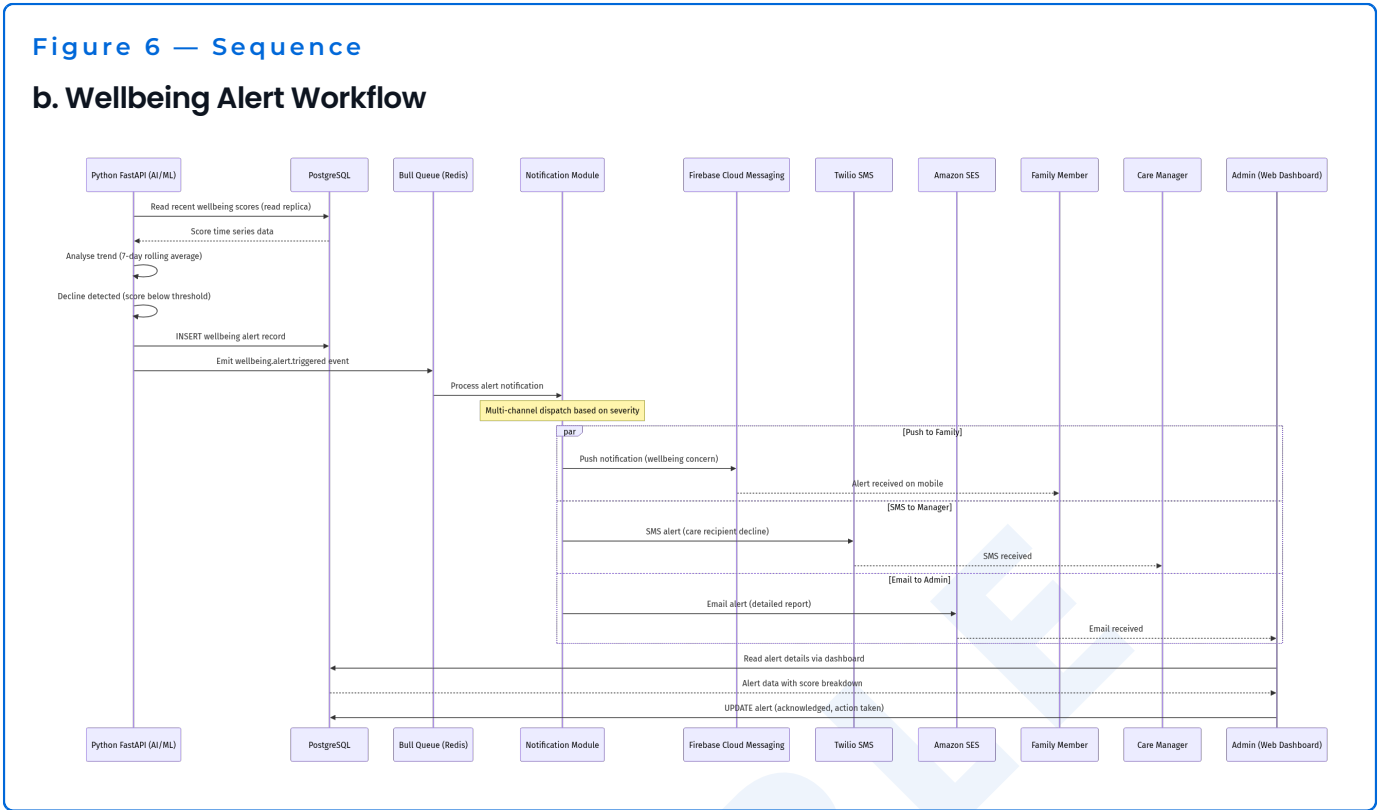 Figure 6 — Sequence
b. Wellbeing Alert Workflow
Python FastAPI (AI/ML)
PostgreSQL
Bull Queue (Redis)
Notification Module
Firebase Cloud Messaging
Twilio SMS
Amazon SES
Family Member
Care Manager
Admin (Web Dashboard)
Read recent wellbeing scores (read replica)
Score time series data
Analyse trend (7-day rolling average)
Decline detected (score below threshold)
INSERT wellbeing alert record
Emit wellbeing.alert.triggered event
Process alert notification
Multi-channel dispatch based on severity
par
[Push to Family]
Push notification (wellbeing concern)
Alert received on mobile
[SMS to Manager]
SMS alert (care recipient decline)
SMS received
[Email to Admin]
Email alert (detailed report)
Email received
Read alert details via dashboard
Alert data with score breakdown
UPDATE alert (acknowledged, action taken)
Python FastAPI (AI/ML)
PostgreSQL
Bull Queue (Redis)
Notification Module
Firebase Cloud Messaging
Twilio SMS
Amazon SES
Family Member
Care Manager
Admin (Web Dashboard)